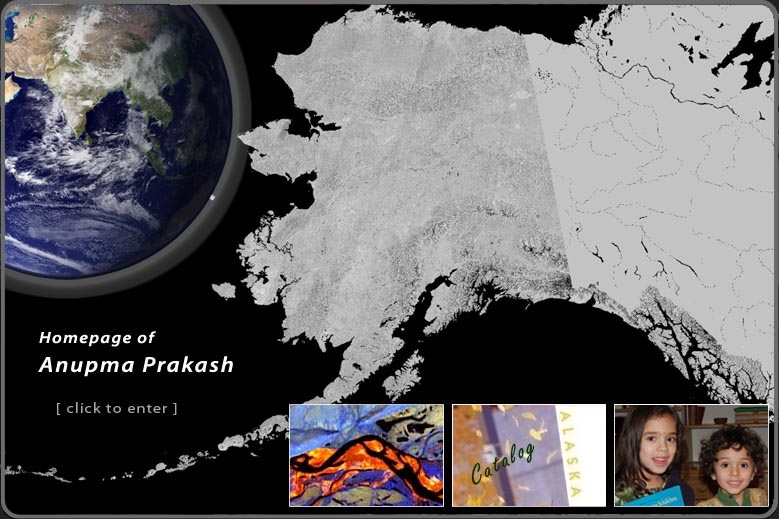 Homepage of
Anupma Prakash
[ click to enter ]
Catalog
ALASKA